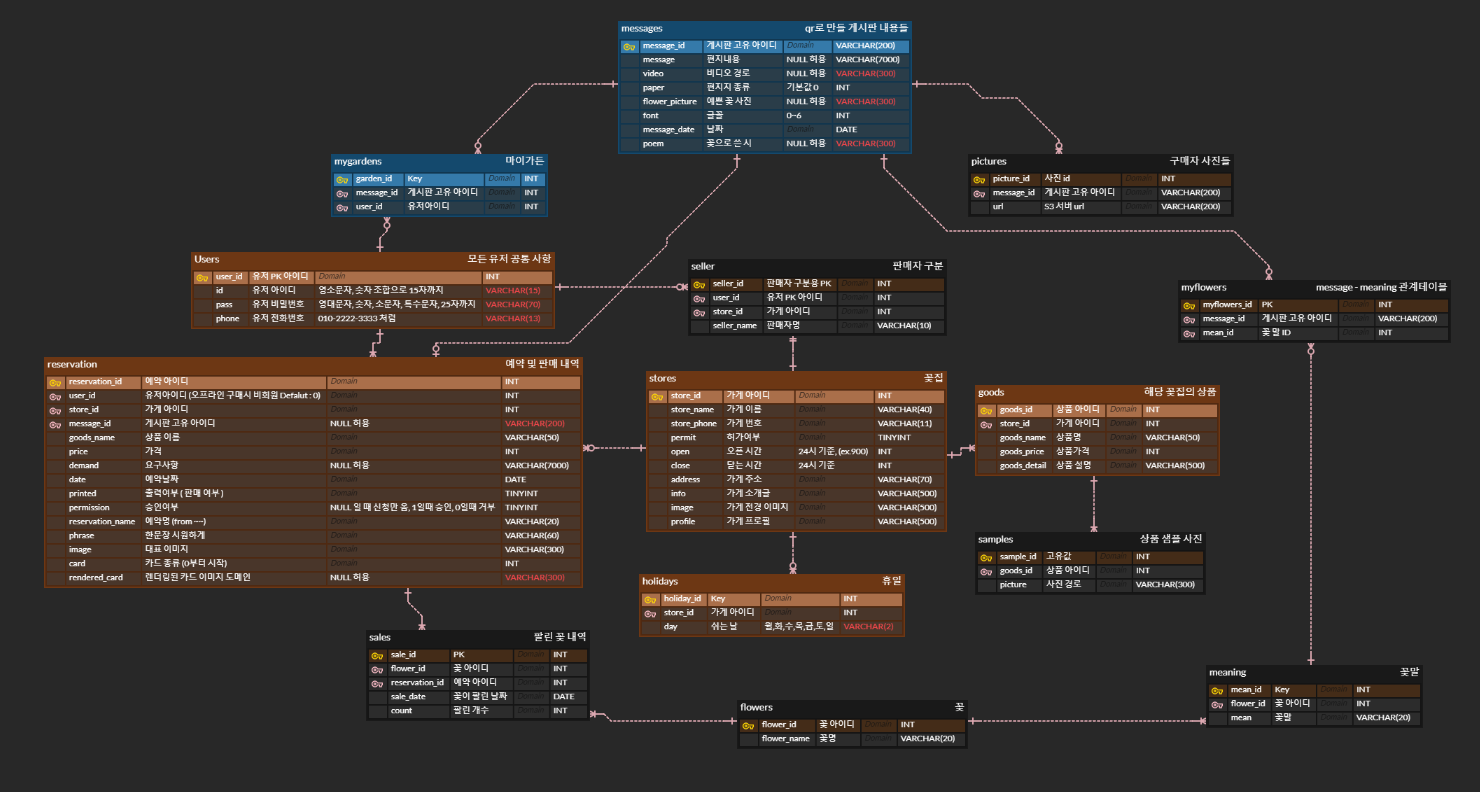 messages qr로 만들 게시판 내용들
message_id 게시판 고유 아이디 Domain VARCHAR(200)
message 편지내용 NULL 허용 VARCHAR(7000)
video 비디오 경로 NULL 허용 VARCHAR(300)
paper 편지지 종류 기본값 0 INT
flower_picture 예쁜 꽃 사진 NULL 허용 VARCHAR(300)
font 글꼴 0~6 INT
message_date 날짜 Domain DATE
poem 꽃으로 쓴 시 NULL 허용 VARCHAR(300)
mygardens 마이가든
garden_id Key Domain INT
message_id 게시판 고유 아이디 Domain INT
user_id 유저아이디 Domain INT
pictures 구매자 사진들
picture_id 사진 id Domain INT
message_id 게시판 고유 아이디 Domain VARCHAR(200)
url S3 서버 url Domain VARCHAR(200)
Users 모든 유저 공통 사항
user_id 유저 PK 아이디 Domain INT
id 유저 아이디 영소문자, 숫자 조합으로 15자까지 VARCHAR(15)
pass 유저 비밀번호 영대문자, 숫자, 소문자, 특수문자, 25자까지 VARCHAR(70)
phone 유저 전화번호 010-2222-3333 처럼 VARCHAR(13)
seller 판매자 구분
seller_id 판매자 구분용 PK Domain INT
user_id 유저 PK 아이디 Domain INT
store_id 가게 아이디 Domain INT
seller_name 판매자명 Domain VARCHAR(10)
myflowers message - meaning 관계테이블
myflowers_id PK Domain INT
message_id 게시판 고유 아이디 Domain VARCHAR(200)
mean_id 꽃말 ID Domain INT
reservation 예약 및 판매 내역
reservation_id 예약 아이디 Domain INT
user_id 유저아이디 (오프라인 구매시 비회원 Defalut : 0) Domain INT
store_id 가게 아이디 Domain INT
message_id 게시판 고유 아이디 NULL 허용 VARCHAR(200)
goods_name 상품 이름 Domain VARCHAR(50)
price 가격 Domain INT
demand 요구사항 NULL 허용 VARCHAR(7000)
date 예약날짜 Domain DATE
printed 출력이부 ( 판매 여부 ) Domain TINYINT
permission 승인여부 NULL 일 때 신청만 옴, 1일때 승인, 0일때 거부 TINYINT
reservation_name 예약명 (from ----) Domain VARCHAR(20)
phrase 한문장 시원하게 Domain VARCHAR(60)
image 대표 이미지 Domain VARCHAR(300)
card 카드 종류 (0부터 시작) Domain INT
rendered_card 랜더링된 카드 이미지 도메인 NULL 허용 VARCHAR(300)
stores 꽃집
store_id 가게 아이디 Domain INT
store_name 가게 이름 Domain VARCHAR(40)
store_phone 가게 번호 Domain VARCHAR(11)
permit 허가여부 Domain TINYINT
open 오픈 시간 24시 기준, (ex.900) INT
close 닫는 시간 24시 기준 INT
address 가게 주소 Domain VARCHAR(70)
info 가게 소개글 Domain VARCHAR(500)
image 가게 전경 이미지 Domain VARCHAR(500)
profile 가게 프로필 Domain VARCHAR(500)
goods 해당 꽃집의 상품
goods_id 상품 아이디 Domain INT
store_id 가게 아이디 Domain INT
goods_name 상품명 Domain VARCHAR(50)
goods_price 상품가격 Domain INT
goods_detail 상품 설명 Domain VARCHAR(500)
samples 상품 샘플 사진
sample_id 고유값 Domain INT
goods_id 상품 아이디 Domain INT
picture 사진 경로 Domain VARCHAR(300)
holidays 휴일
holiday_id Key Domain INT
store_id 가게 아이디 Domain INT
day 쉬는 날 월,화,수,목,금,토,일 VARCHAR(2)
sales 팔린 꽃 내역
sale_id PK Domain INT
flower_id 꽃 아이디 Domain INT
reservation_id 예약 아이디 Domain INT
sale_date 꽃이 팔린 날짜 Domain DATE
count 팔린 개수 Domain INT
flowers 꽃
flower_id 꽃 아이디 Domain INT
flower_name 꽃명 Domain VARCHAR(20)
meaning 꽃말
mean_id Key Domain INT
flower_id 꽃 아이디 Domain INT
mean 꽃말 Domain VARCHAR(20)